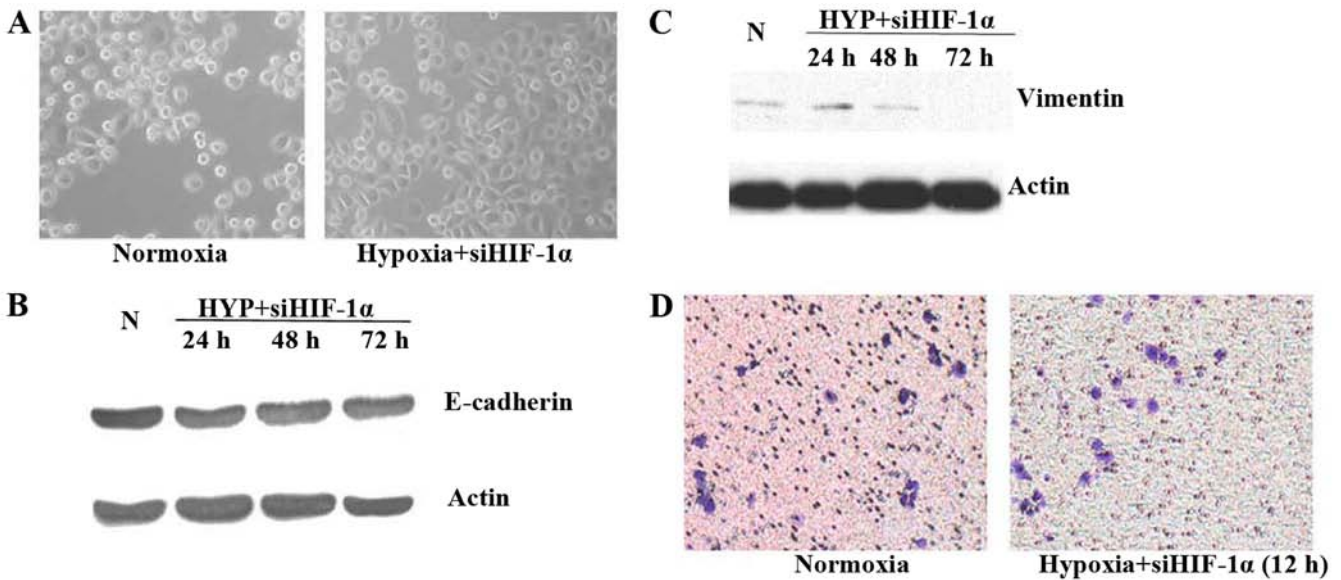 A
Normoxia
Hypoxia+siHIF-1α
B
N
HYP+siHIF-1α
24 h 48 h 72 h
E-cadherin
Actin
C
N
HYP+siHIF-1α
24 h 48 h 72 h
Vimentin
Actin
D
Normoxia
Hypoxia+siHIF-1α (12 h)